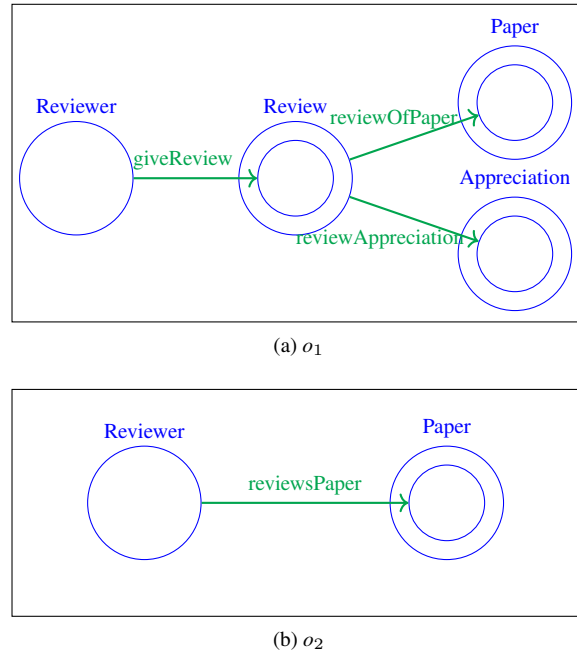 Paper
Reviewer
Review
reviewOfPaper
giveReview
Appreciation
reviewAppreciation
(a) o₁
Reviewer
Paper
reviewsPaper
(b) o₂